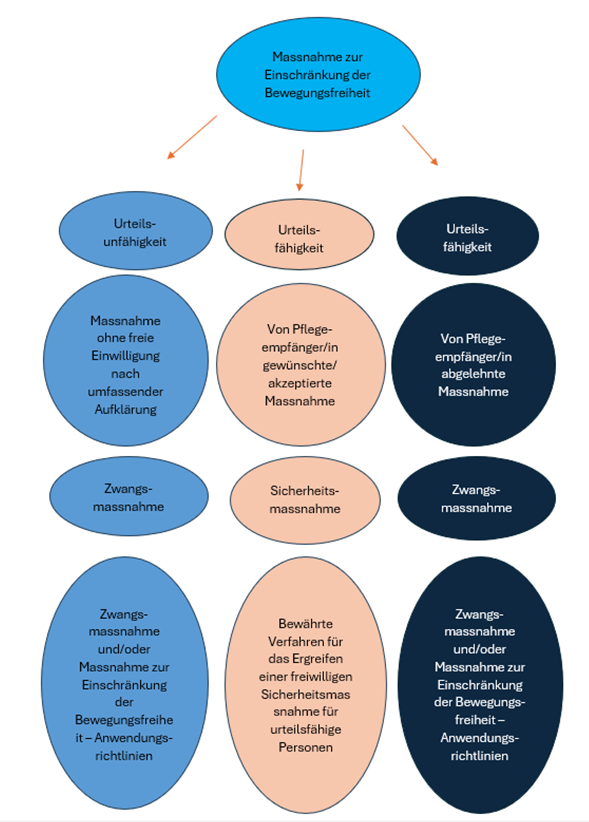 Massnahme zur
Einschränkung der
Bewegungsfreiheit
Urteils-
unfähigkeit
Urteils-
fähigkeit
Urteils-
fähigkeit
Massnahme
ohne freie
Einwilligung
nach
umfassender
Aufklärung
Von Pflege-
empfänger/in
gewünschte/
akzeptierte
Massnahme
Von Pflege-
empfänger/in
abgelehnte
Massnahme
Zwangs-
massnahme
Sicherheits-
massnahme
Zwangs-
massnahme
Zwangs-
massnahme
und/oder
Massnahme zur
Einschränkung
der
Bewegungsfreihe
it – Anwendungs-
richtlinien
Bewährte
Verfahren für
das Ergreifen
einer freiwilligen
Sicherheitsmas
snahme für
urteilsfähige
Personen
Zwangs-
massnahme
und/oder
Massnahme zur
Einschränkung
der Bewegungs-
freiheit –
Anwendungs-
richtlinien